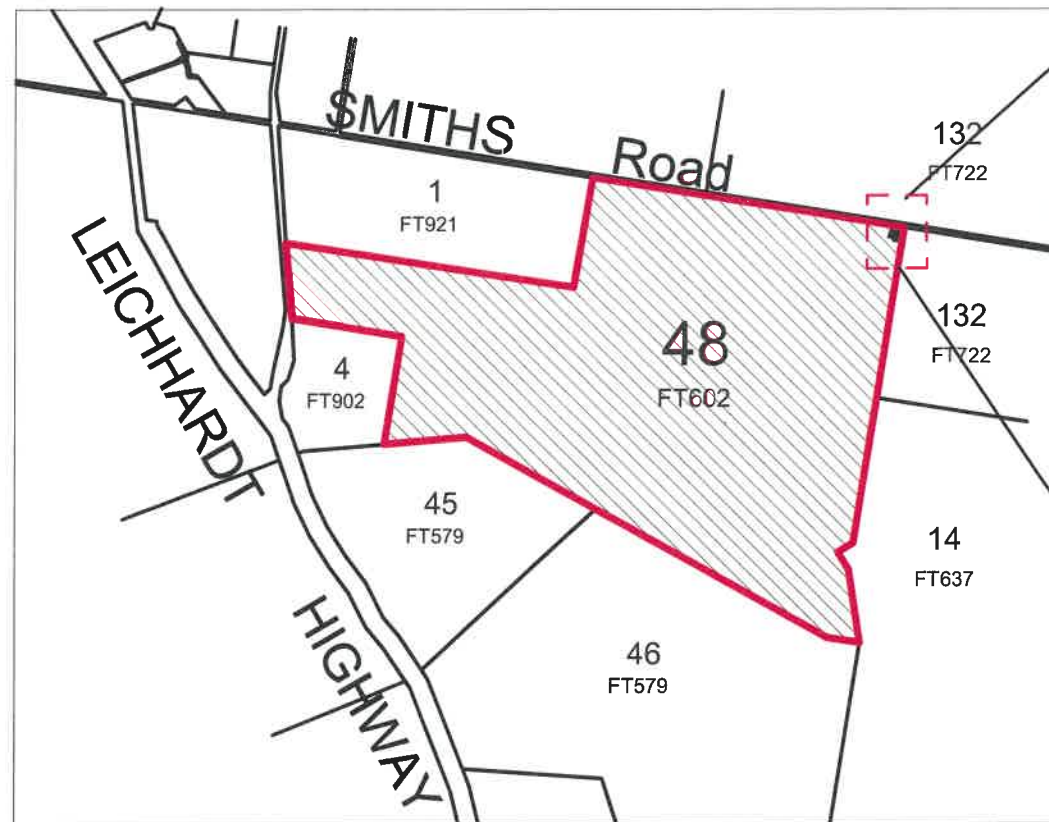 SMITHS Road
132
FT722
1
FT921
LEICHHARDT
48
FT602
132
FT722
4
FT902
45
FT579
14
FT637
HIGHWAY
46
FT579